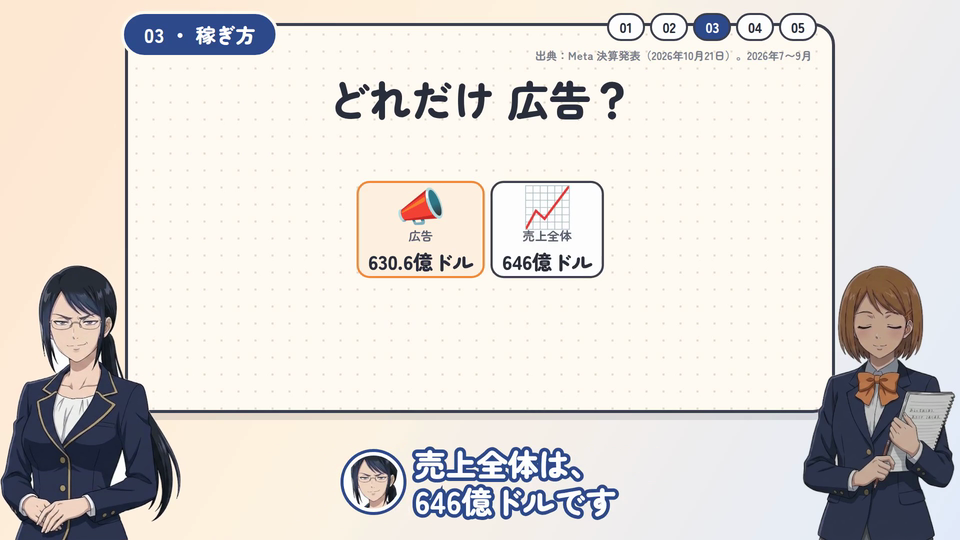 03 ・ 稼ぎ方
01 02 03 04 05
出典：Meta 決算発表（2026年10月21日）。2026年7〜9月
どれだけ 広告？
広告
630.6億ドル
売上全体
646億ドル
売上全体は、
646億ドルです